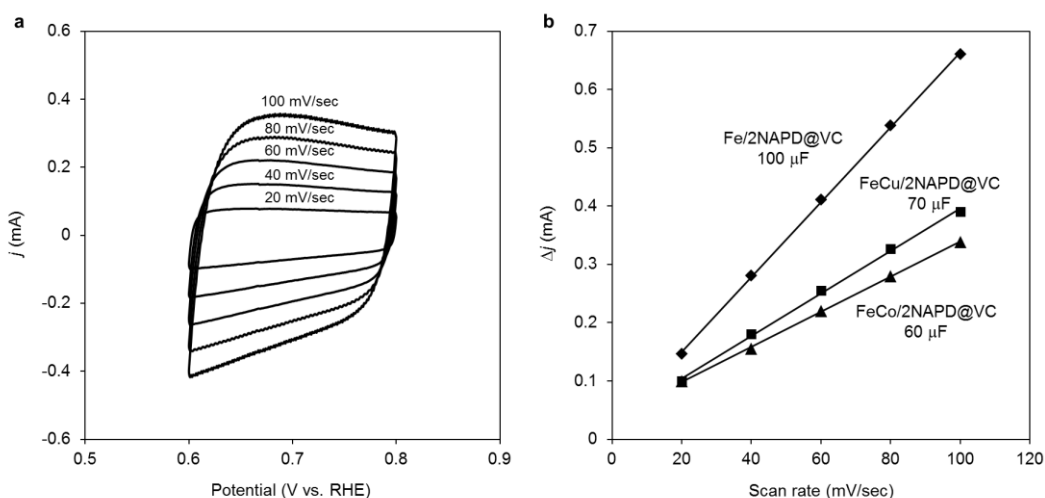 a
0.6
0.4
0.2
0
-0.2
-0.4
-0.6
j (mA)
100 mV/sec
80 mV/sec
60 mV/sec
40 mV/sec
20 mV/sec
0.5
0.6
0.7
0.8
0.9
Potential (V vs. RHE)
b
0.7
0.6
0.5
0.4
0.3
0.2
0.1
0
Δj (mA)
Fe/2NAPD@VC
100 µF
FeCu/2NAPD@VC
70 µF
FeCo/2NAPD@VC
60 µF
0
20
40
60
80
100
120
Scan rate (mV/sec)